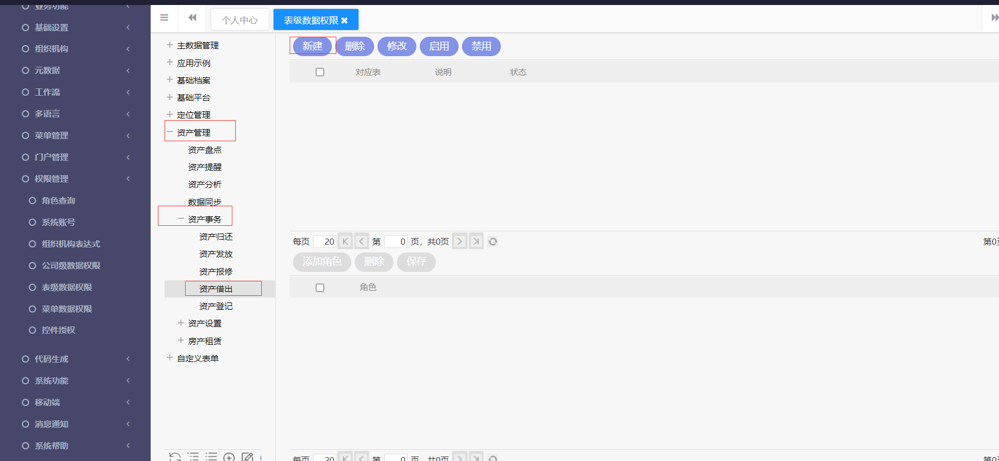 业务功能
基础设置
组织机构
元数据
工作流
多语言
菜单管理
门户管理
权限管理
角色查询
系统账号
组织机构表达式
公司级数据权限
表级数据权限
菜单数据权限
控件授权
代码生成
系统功能
移动端
消息通知
系统帮助
个人中心
表级数据权限
主数据管理
应用示例
基础档案
基础平台
定位管理
资产管理
资产盘点
资产提醒
资产分析
数据同步
资产事务
资产归还
资产发放
资产报修
资产借出
资产登记
资产设置
房产租赁
自定义表单
新建 删除 修改 启用 禁用
对应表 说明 状态
每页 20 第 0 页，共0页 第0至
添加角色 删除 保存
角色
每页 20 第 0 页，共0页 第0至